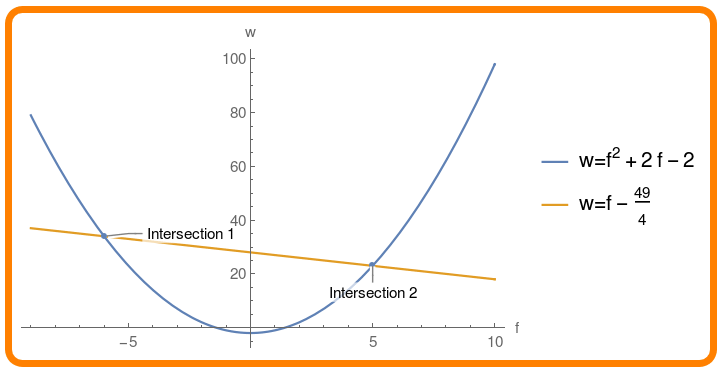 w
100
80
60
40
20
−5
5
10
f
Intersection 1
Intersection 2
w=f² + 2 f − 2
w=f − 49/4